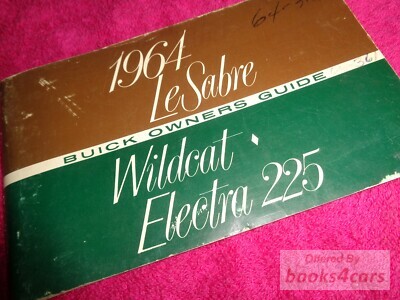 1964
LeSabre
BUICK OWNERS GUIDE
Wildcat
Electra 225
Offered By
books4cars